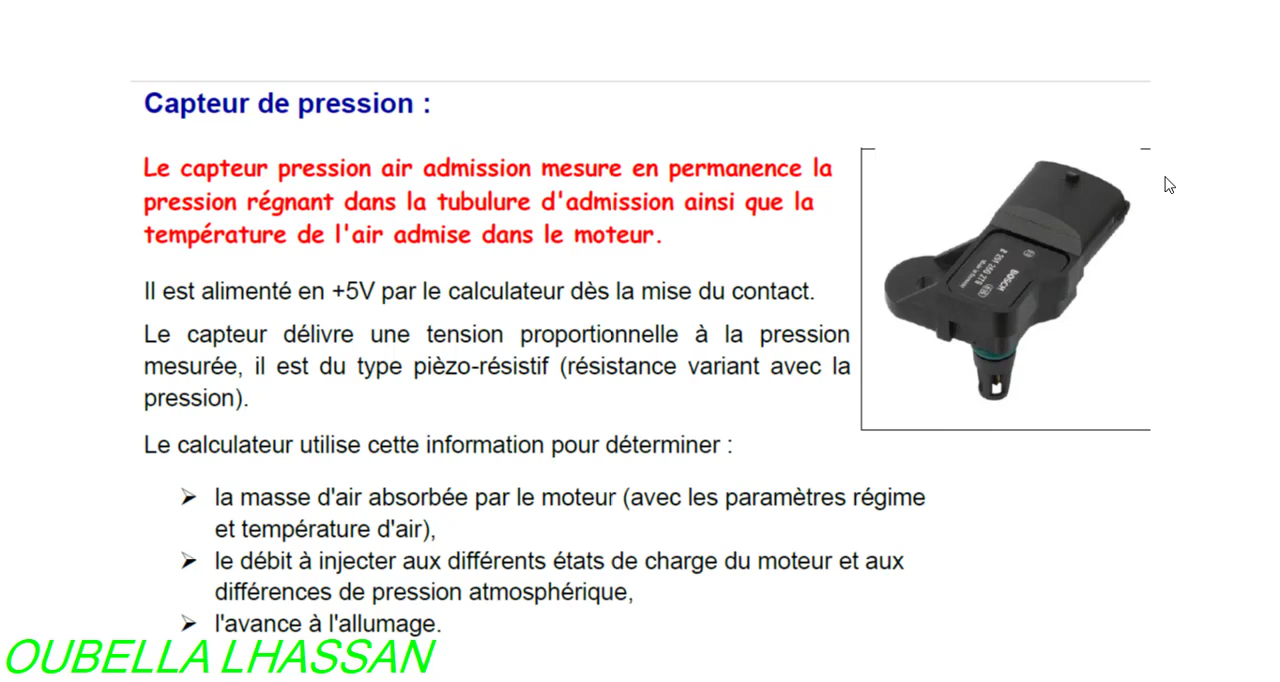 Capteur de pression :
Le capteur pression air admission mesure en permanence la
pression régnant dans la tubulure d'admission ainsi que la
température de l'air admise dans le moteur.
Il est alimenté en +5V par le calculateur dès la mise du contact.
Le capteur délivre une tension proportionnelle à la pression
mesurée, il est du type pièzo-résistif (résistance variant avec la
pression).
Le calculateur utilise cette information pour déterminer :
➢ la masse d'air absorbée par le moteur (avec les paramètres régime
et température d'air),
➢ le débit à injecter aux différents états de charge du moteur et aux
différences de pression atmosphérique,
➢ l'avance à l'allumage.
BOSCH
OUBELLA LHASSAN